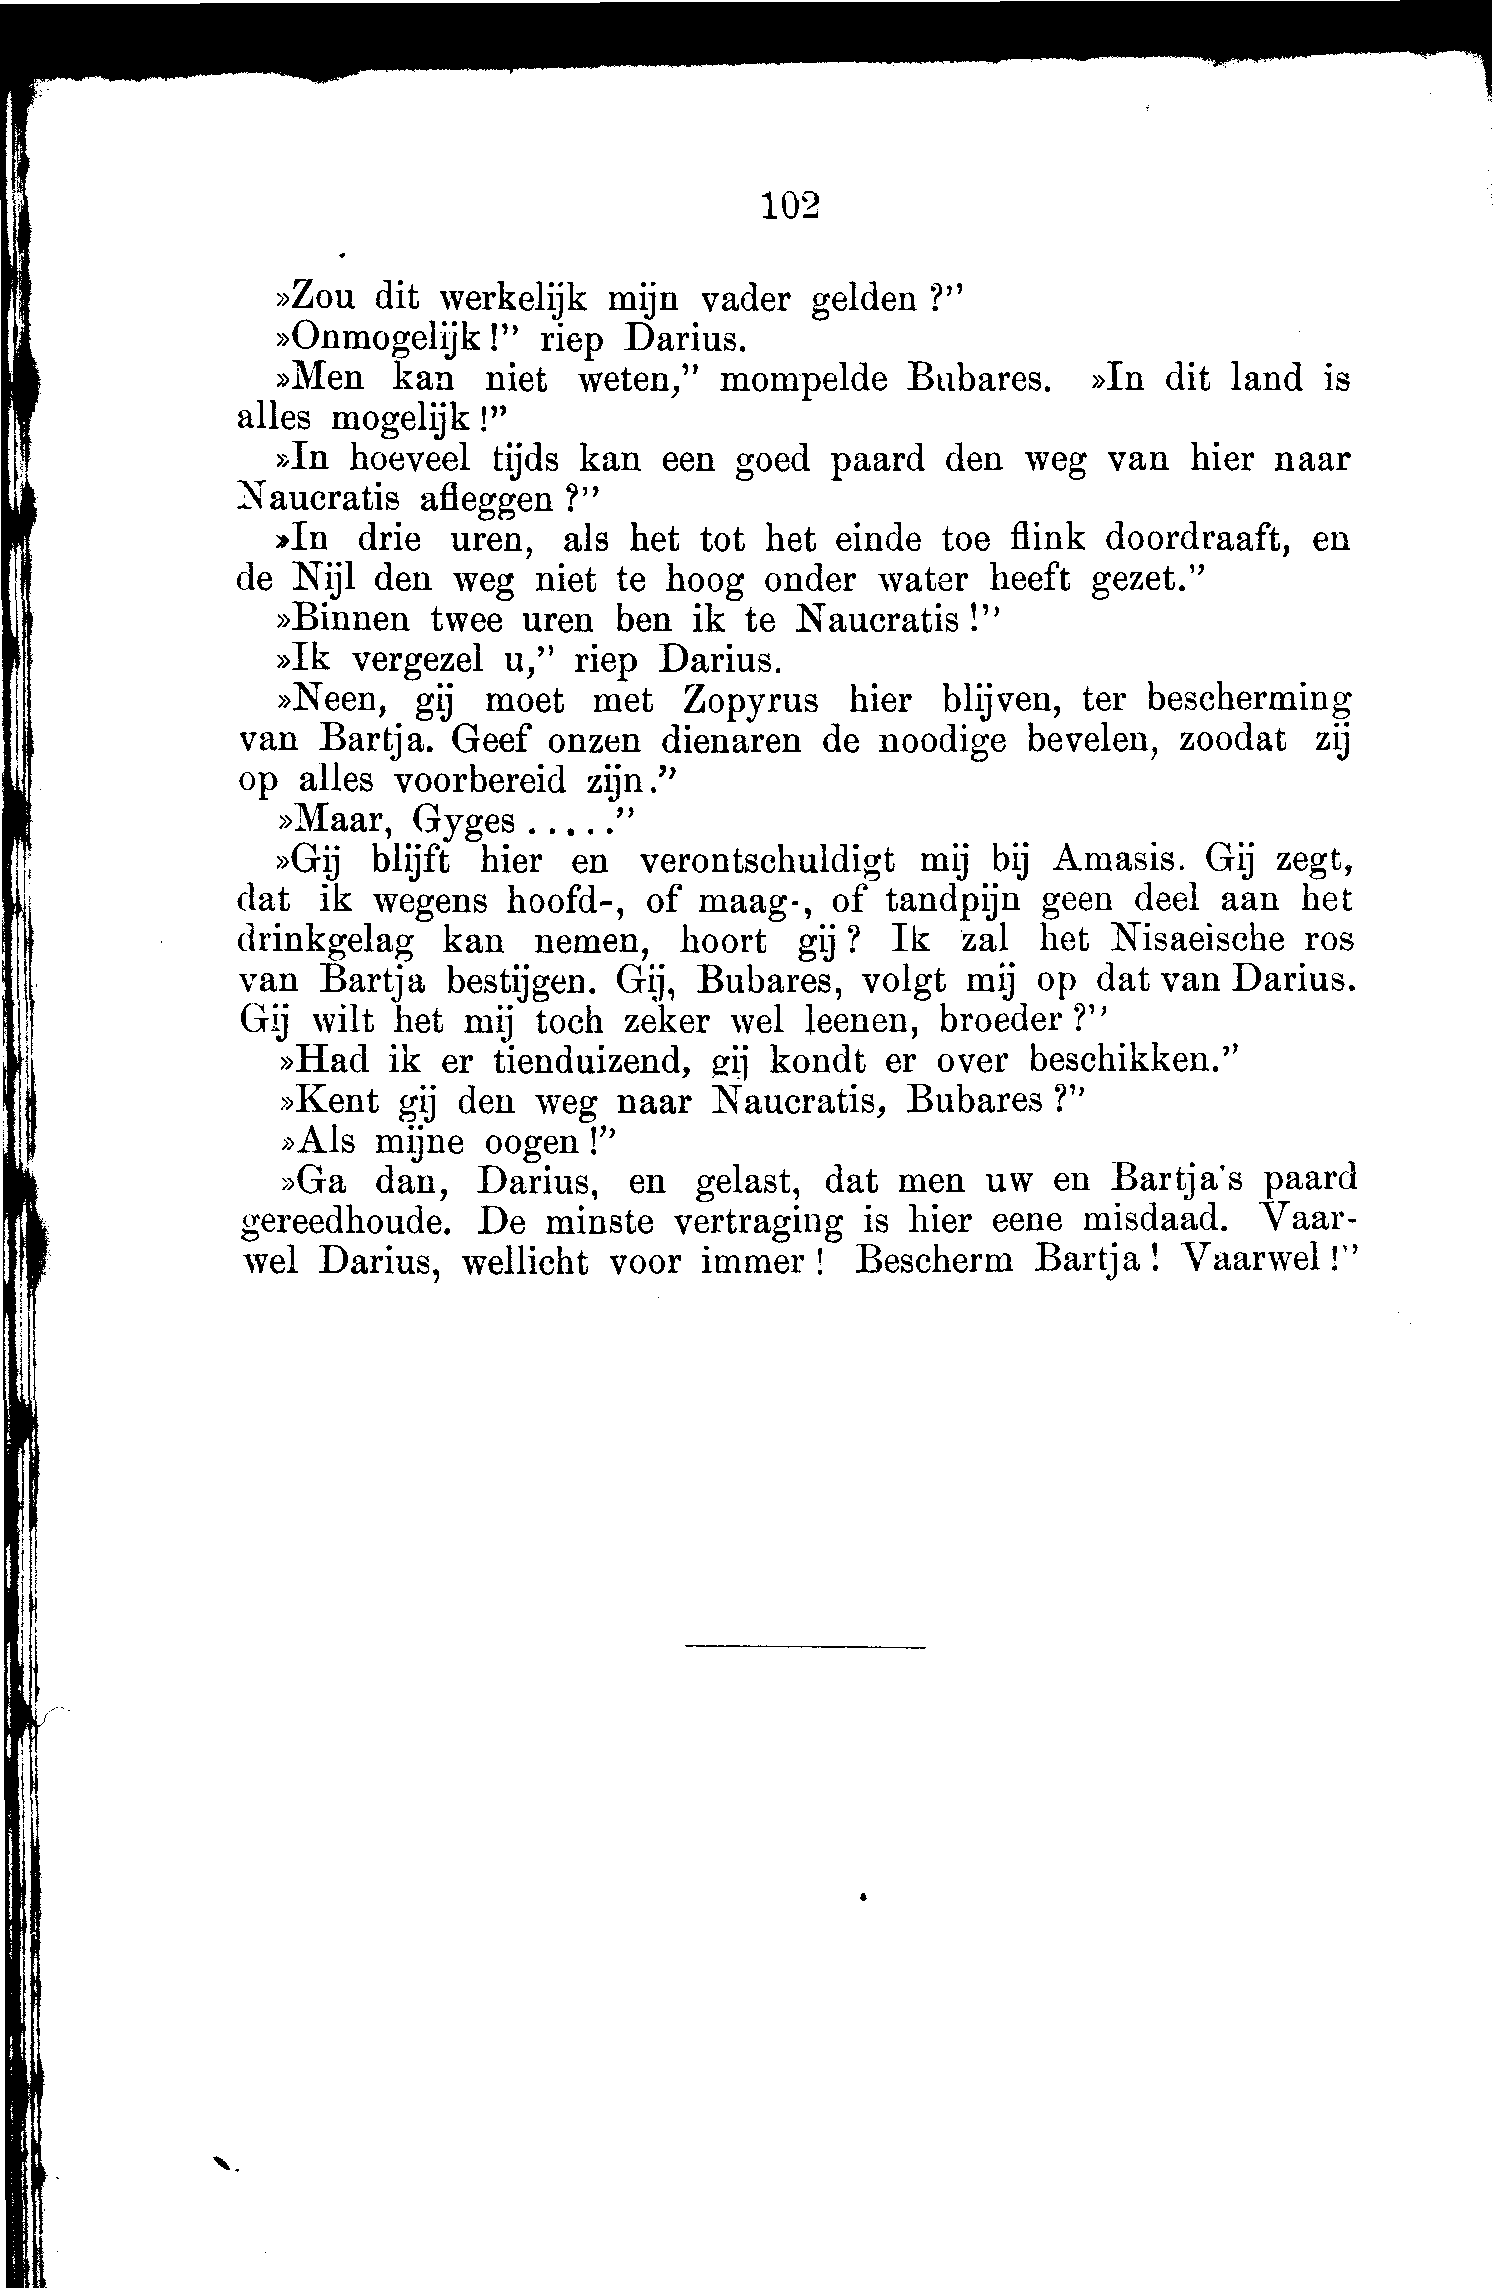 102
»Zou dit werkelijk mijn vader gelden ?”
»Onmogelijk !” riep Darius.
»Men kan niet weten,” mompelde Bubares. »In dit land is
alles mogelijk !”
»In hoeveel tijds kan een goed paard den weg van hier naar
Naucratis afleggen ?”
»In drie uren, als het tot het einde toe flink doordraaft, en
de Nijl den weg niet te hoog onder water heeft gezet.”
»Binnen twee uren ben ik te Naucratis !”
»Ik vergezel u,” riep Darius.
»Neen, gij moet met Zopyrus hier blijven, ter bescherming
van Bartja. Geef onzen dienaren de noodige bevelen, zoodat zij
op alles voorbereid zijn.”
»Maar, Gyges . . . . .”
»Gij blijft hier en verontschuldigt mij bij Amasis. Gij zegt,
dat ik wegens hoofd-, of maag-, of tandpijn geen deel aan het
drinkgelag kan nemen, hoort gij ? Ik zal het Nisaeische ros
van Bartja bestijgen. Gij, Bubares, volgt mij op dat van Darius.
Gij wilt het mij toch zeker wel leenen, broeder ?”
»Had ik er tienduizend, gij kondt er over beschikken.”
»Kent gij den weg naar Naucratis, Bubares ?”
»Als mijne oogen !”
»Ga dan, Darius, en gelast, dat men uw en Bartja's paard
gereedhoude. De minste vertraging is hier eene misdaad. Vaar-
wel Darius, wellicht voor immer ! Bescherm Bartja ! Vaarwel !”